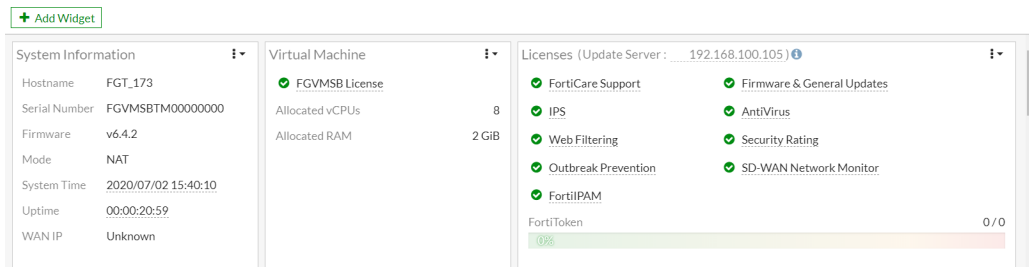 + Add Widget
System Information
Hostname FGT_173
Serial Number FGVMSBTM00000000
Firmware v6.4.2
Mode NAT
System Time 2020/07/02 15:40:10
Uptime 00:00:20:59
WAN IP Unknown
Virtual Machine
FGVMSB License
Allocated vCPUs 8
Allocated RAM 2 GiB
Licenses (Update Server: 192.168.100.105)
FortiCare Support Firmware & General Updates
IPS AntiVirus
Web Filtering Security Rating
Outbreak Prevention SD-WAN Network Monitor
FortiIPAM
FortiToken 0 / 0
0%